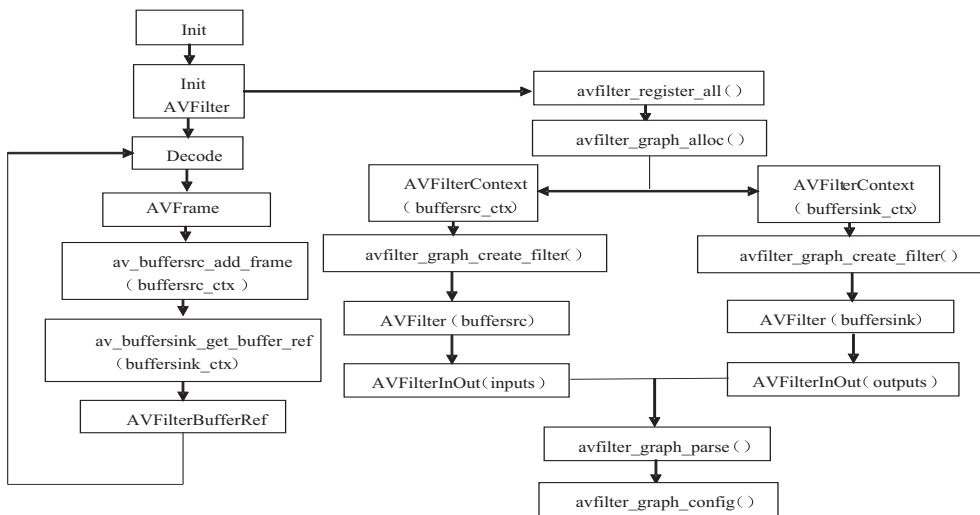 Init
Init
AVFilter
Decode
AVFrame
av_buffersrc_add_frame
(buffersrc_ctx)
av_buffersink_get_buffer_ref
(buffersink_ctx)
AVFilterBufferRef
avfilter_register_all()
avfilter_graph_alloc()
AVFilterContext
(buffersrc_ctx)
avfilter_graph_create_filter()
AVFilter(buffersrc)
AVFilterInOut(inputs)
AVFilterContext
(buffersink_ctx)
avfilter_graph_create_filter()
AVFilter(buffersink)
AVFilterInOut(outputs)
avfilter_graph_parse()
avfilter_graph_config()